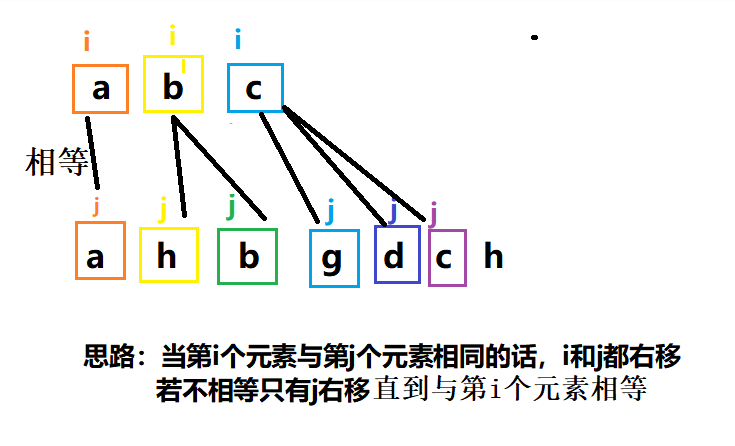 i i i
a b i c
相等
j j j j j j
a h b g d c h
思路：当第i个元素与第j个元素相同的话，i和j都右移
若不相等只有j右移直到与第i个元素相等